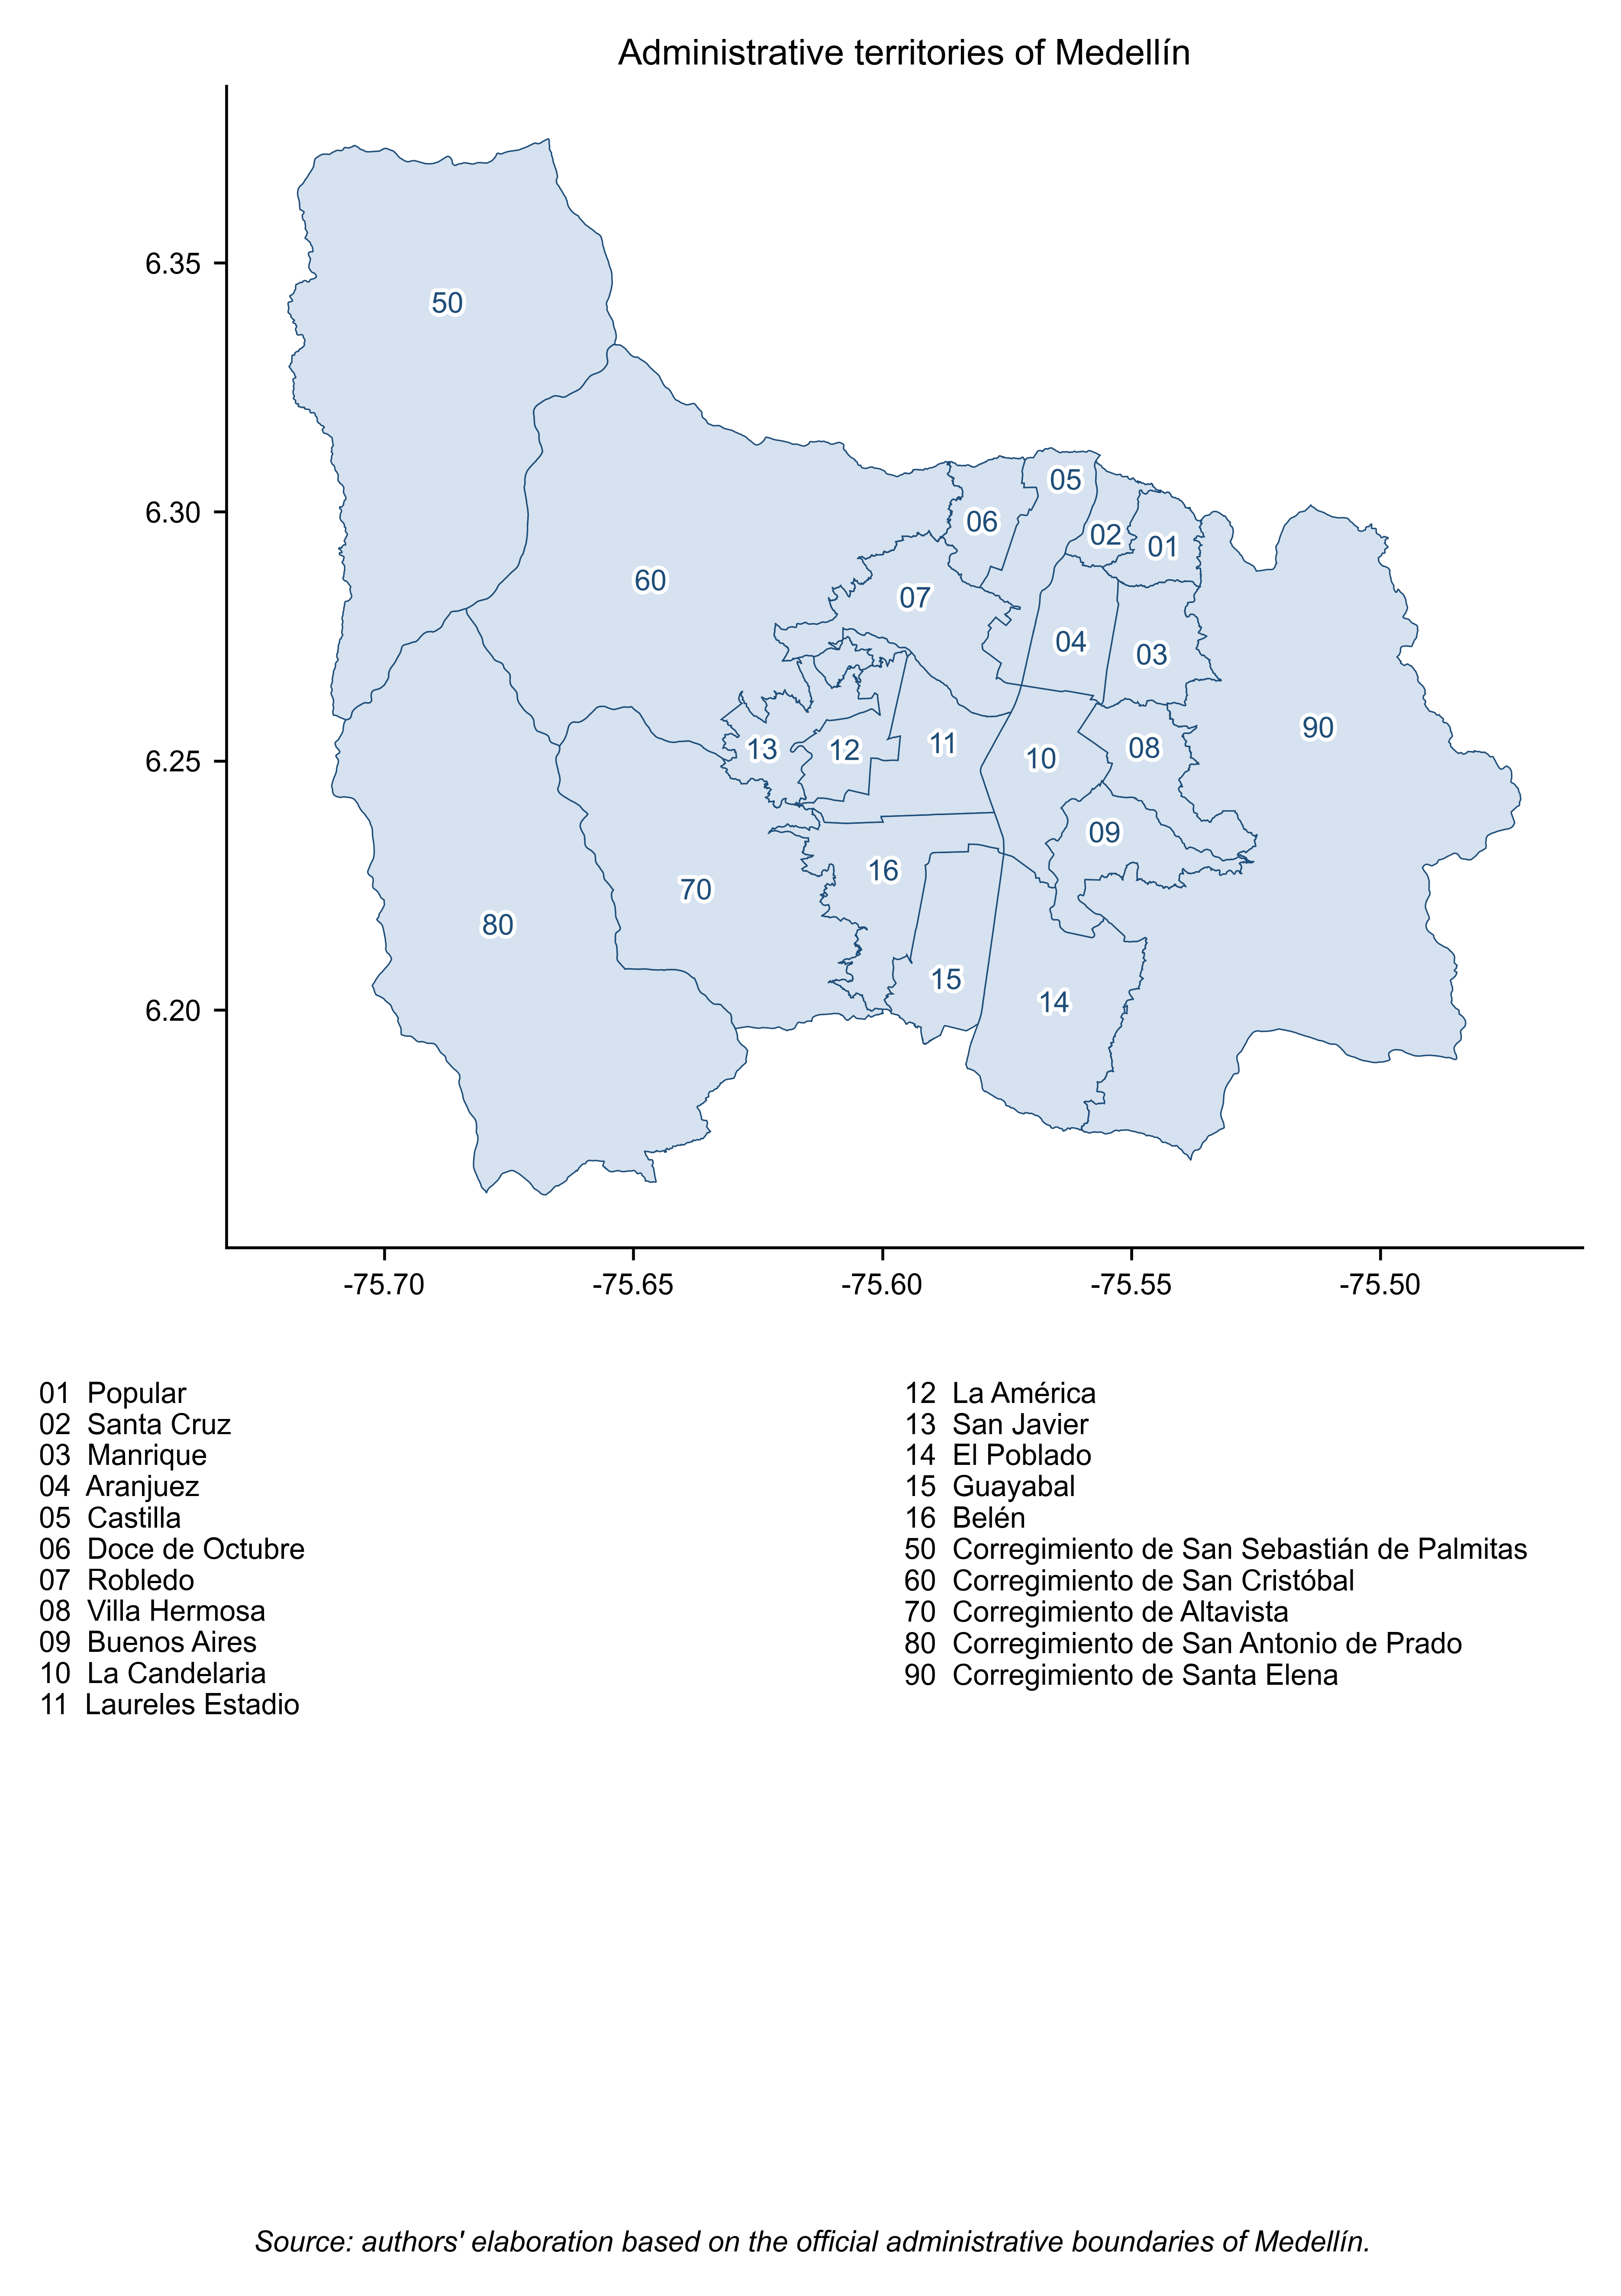 Administrative territories of Medellín
6.35
6.30
6.25
6.20
50
05
06
02
01
60
07
04
03
90
13
12
11
10
08
09
16
70
80
15
14
-75.70
-75.65
-75.60
-75.55
-75.50
01 Popular
02 Santa Cruz
03 Manrique
04 Aranjuez
05 Castilla
06 Doce de Octubre
07 Robledo
08 Villa Hermosa
09 Buenos Aires
10 La Candelaria
11 Laureles Estadio
12 La América
13 San Javier
14 El Poblado
15 Guayabal
16 Belén
50 Corregimiento de San Sebastián de Palmitas
60 Corregimiento de San Cristóbal
70 Corregimiento de Altavista
80 Corregimiento de San Antonio de Prado
90 Corregimiento de Santa Elena
Source: authors' elaboration based on the official administrative boundaries of Medellín.